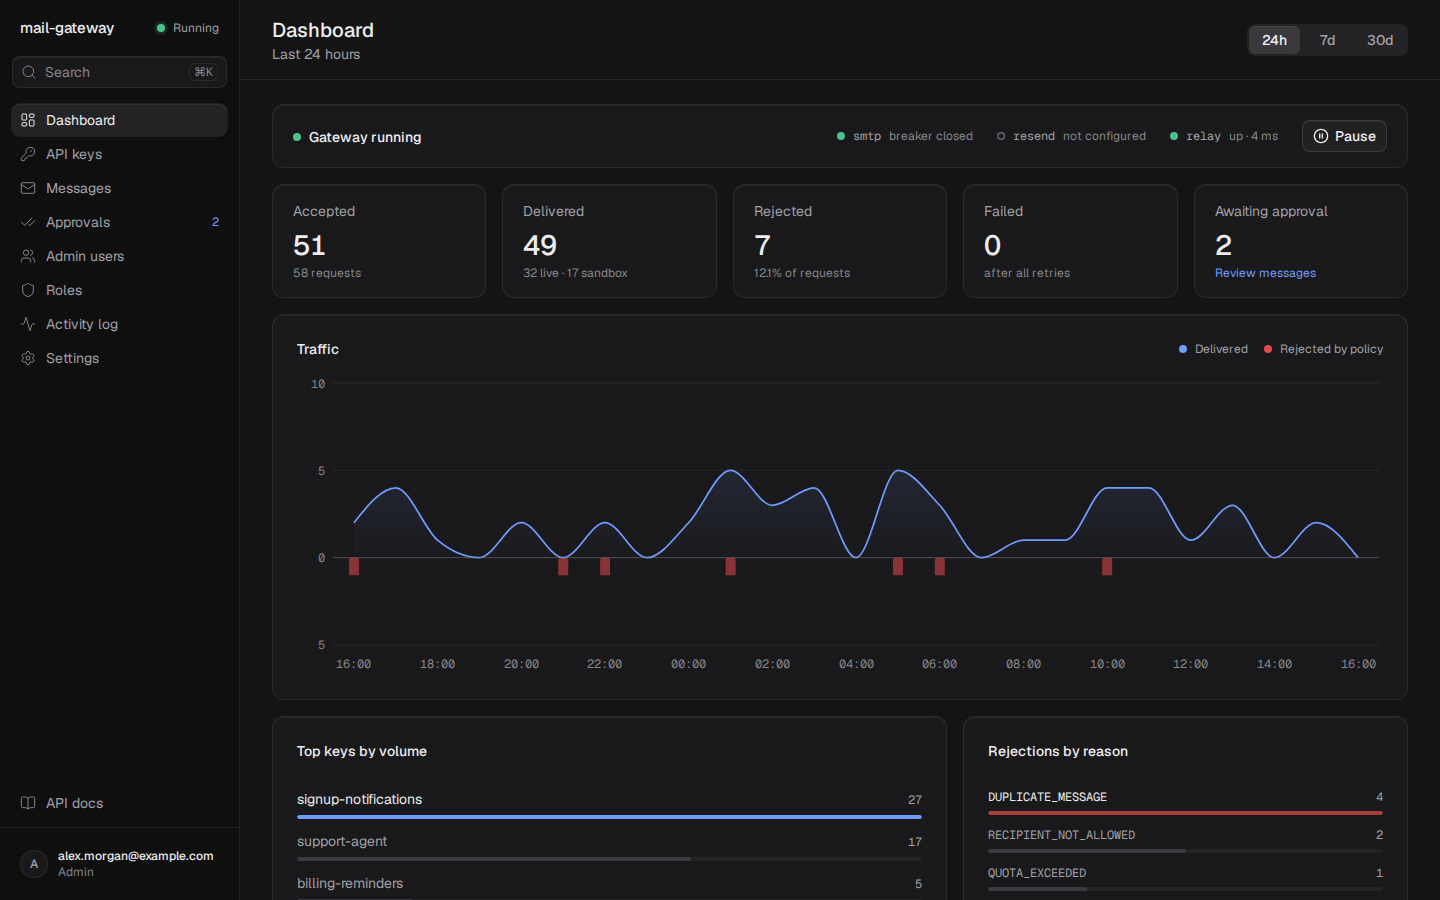 mail-gateway
Running
Search ⌘K
Dashboard
API keys
Messages
Approvals 2
Admin users
Roles
Activity log
Settings
API docs
A
alex.morgan@example.com
Admin
Dashboard
Last 24 hours
24h 7d 30d
Gateway running
smtp breaker closed
resend not configured
relay up · 4 ms
Pause
Accepted
51
58 requests
Delivered
49
32 live · 17 sandbox
Rejected
7
12.1% of requests
Failed
0
after all retries
Awaiting approval
2
Review messages
Traffic
Delivered
Rejected by policy
10
5
0
5
16:00 18:00 20:00 22:00 00:00 02:00 04:00 06:00 08:00 10:00 12:00 14:00 16:00
Top keys by volume
signup-notifications 27
support-agent 17
billing-reminders 5
Rejections by reason
DUPLICATE_MESSAGE 4
RECIPIENT_NOT_ALLOWED 2
QUOTA_EXCEEDED 1